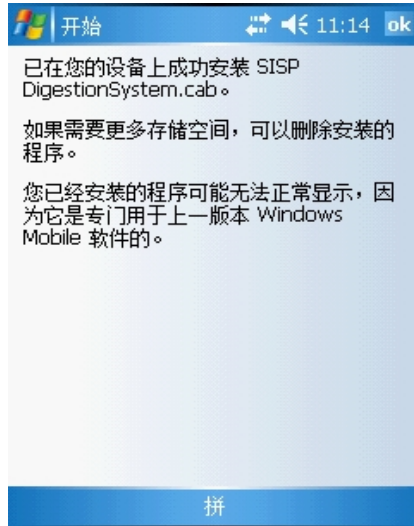 开始 11:14 ok
已在您的设备上成功安装 SISP
DigestionSystem.cab。
如果需要更多存储空间，可以删除安装的
程序。
您已经安装的程序可能无法正常显示，因
为它是专门用于上一版本 Windows
Mobile 软件的。
拼